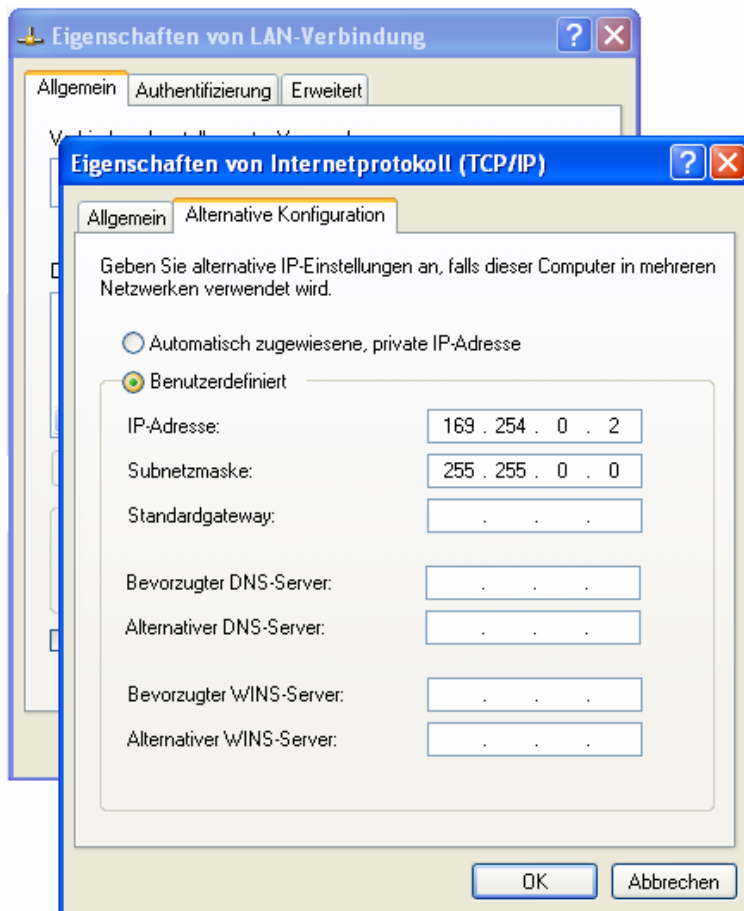 Eigenschaften von LAN-Verbindung
Allgemein Authentifizierung Erweitert
Eigenschaften von Internetprotokoll (TCP/IP)
Allgemein Alternative Konfiguration
Geben Sie alternative IP-Einstellungen an, falls dieser Computer in mehreren
Netzwerken verwendet wird.
Automatisch zugewiesene, private IP-Adresse
Benutzerdefiniert
IP-Adresse: 169 . 254 . 0 . 2
Subnetzmaske: 255 . 255 . 0 . 0
Standardgateway: . . .
Bevorzugter DNS-Server: . . .
Alternativer DNS-Server: . . .
Bevorzugter WINS-Server: . . .
Alternativer WINS-Server: . . .
OK Abbrechen